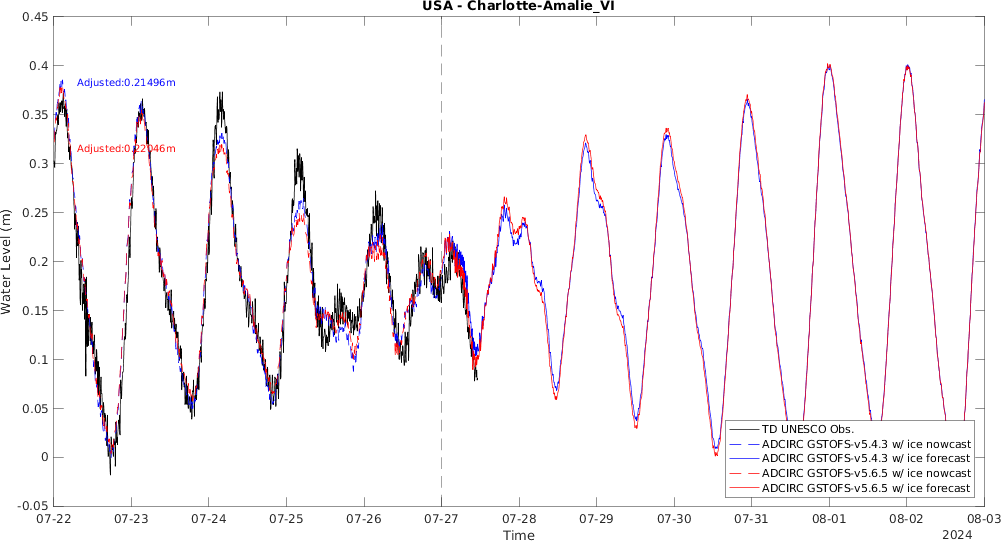 USA - Charlotte-Amalie_VI
0.45
0.4
0.35
0.3
0.25
0.2
0.15
0.1
0.05
0
-0.05
Water Level (m)
Adjusted:0.21496m
Adjusted:0.22046m
TD UNESCO Obs.
ADCIRC GSTOFS-v5.4.3 w/ ice nowcast
ADCIRC GSTOFS-v5.4.3 w/ ice forecast
ADCIRC GSTOFS-v5.6.5 w/ ice nowcast
ADCIRC GSTOFS-v5.6.5 w/ ice forecast
07-22 07-23 07-24 07-25 07-26 07-27 07-28 07-29 07-30 07-31 08-01 08-02 08-03
Time
2024